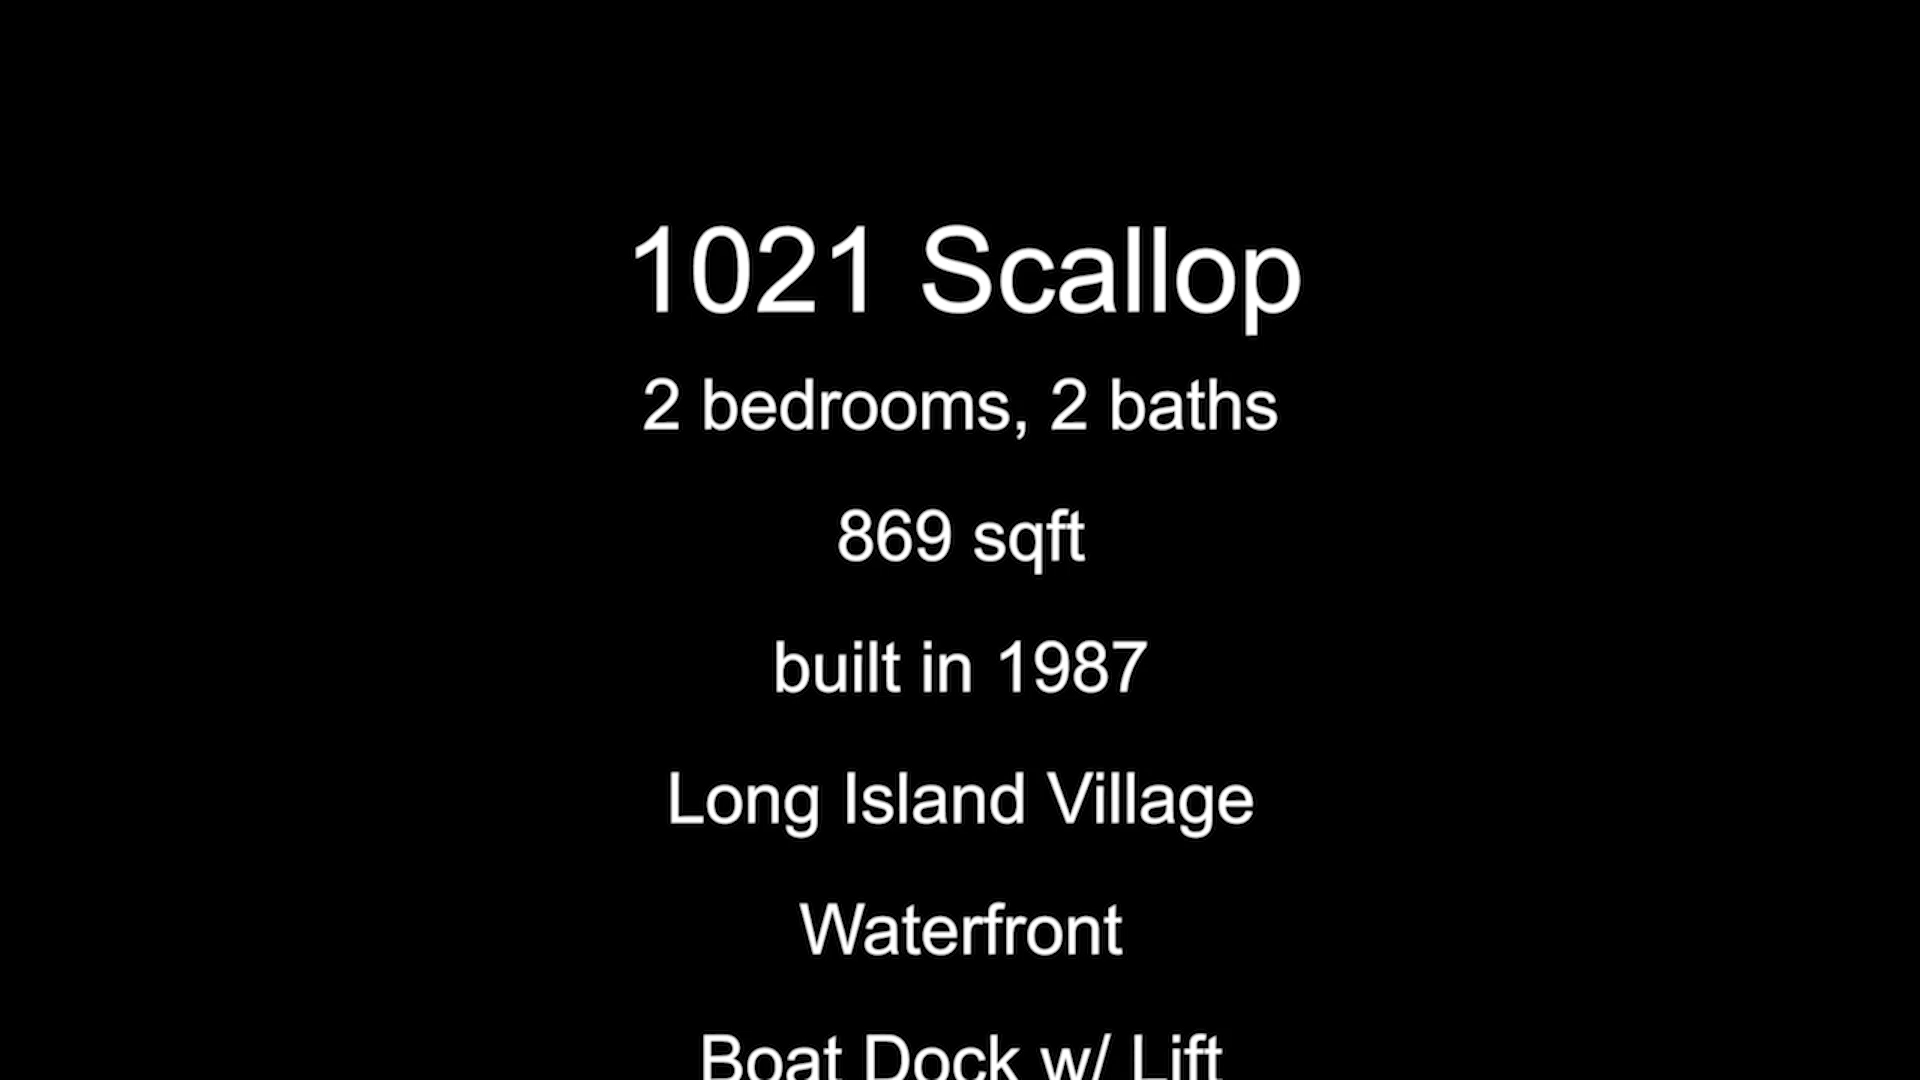 1021 Scallop
2 bedrooms, 2 baths
869 sqft
built in 1987
Long Island Village
Waterfront
Boat Dock w/ Lift